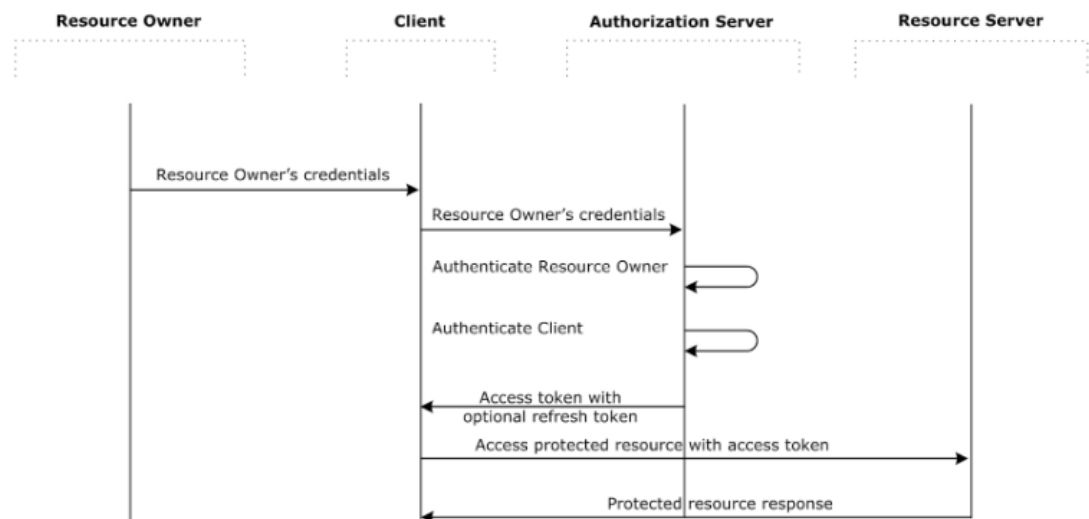 Resource Owner
Client
Authorization Server
Resource Server
Resource Owner’s credentials
Resource Owner’s credentials
Authenticate Resource Owner
Authenticate Client
Access token with
optional refresh token
Access protected resource with access token
Protected resource response